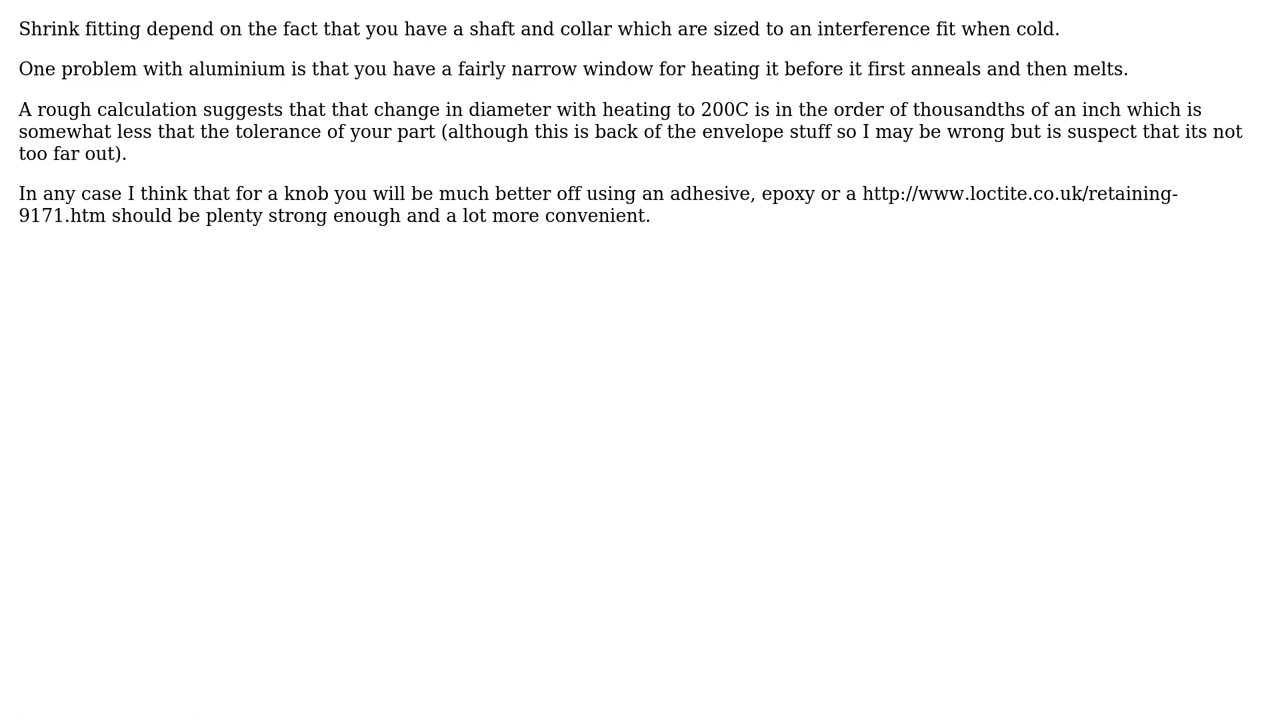 Shrink fitting depend on the fact that you have a shaft and collar which are sized to an interference fit when cold.
One problem with aluminium is that you have a fairly narrow window for heating it before it first anneals and then melts.
A rough calculation suggests that that change in diameter with heating to 200C is in the order of thousandths of an inch which is
somewhat less that the tolerance of your part (although this is back of the envelope stuff so I may be wrong but is suspect that its not
too far out).
In any case I think that for a knob you will be much better off using an adhesive, epoxy or a http://www.loctite.co.uk/retaining-
9171.htm should be plenty strong enough and a lot more convenient.